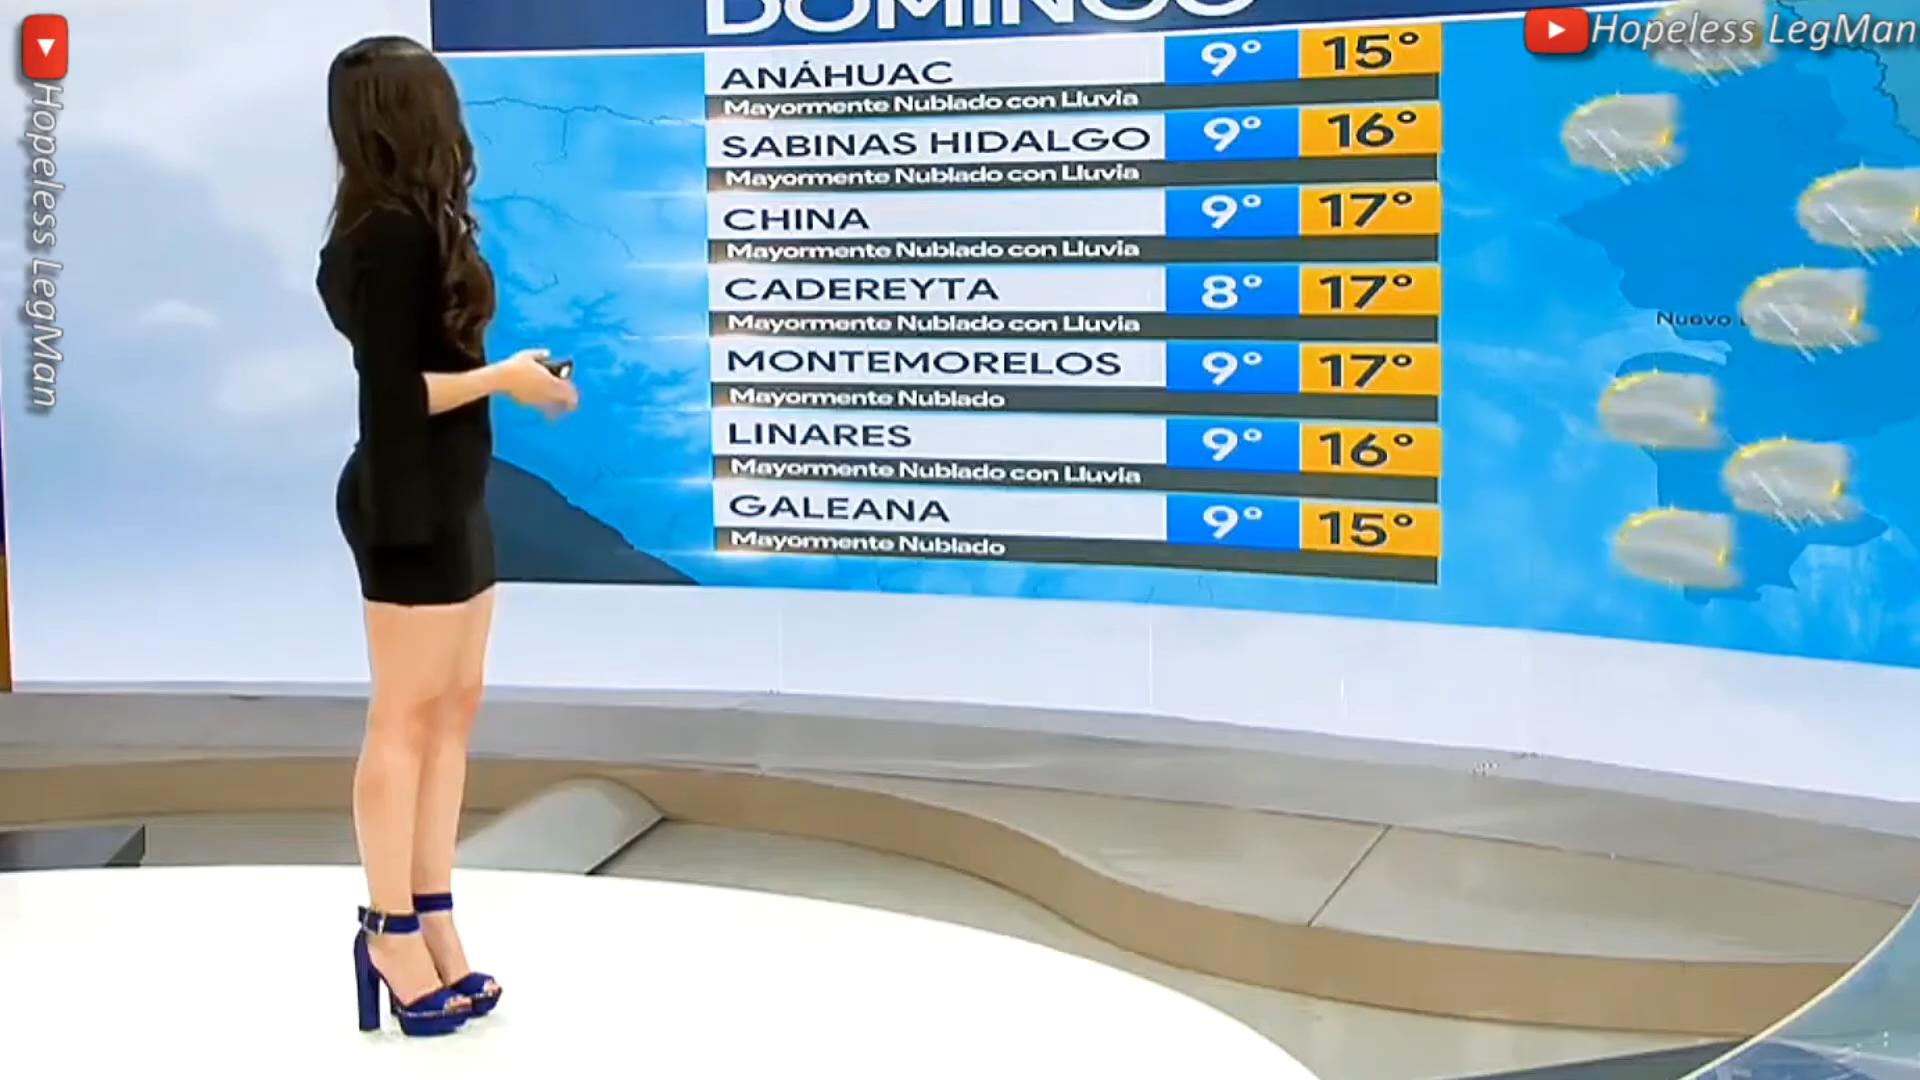 DOMINGO
Hopeless LegMan
Hopeless LegMan
ANÁHUAC 9° 15°
Mayormente Nublado con Lluvia
SABINAS HIDALGO 9° 16°
Mayormente Nublado con Lluvia
CHINA 9° 17°
Mayormente Nublado con Lluvia
CADEREYTA 8° 17°
Mayormente Nublado con Lluvia
MONTEMORELOS 9° 17°
Mayormente Nublado
LINARES 9° 16°
Mayormente Nublado con Lluvia
GALEANA 9° 15°
Mayormente Nublado
Nuevo